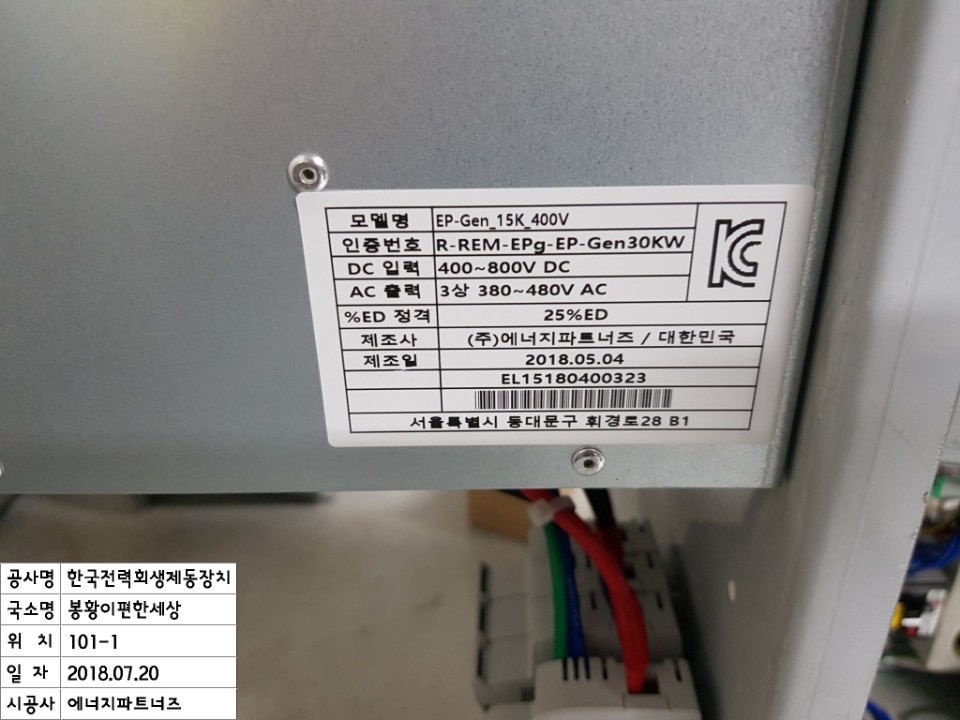 모델명 EP-Gen_15K_400V
인증번호 R-REM-EPg-EP-Gen30KW
DC 입력 400~800V DC
AC 출력 3상 380~480V AC
%ED 정격 25%ED
제조사 (주)에너지파트너즈 / 대한민국
제조일 2018.05.04
EL15180400323
서울특별시 동대문구 휘경로28 B1
공사명 한국전력회생제동장치
국소명 봉황이편한세상
위 치 101-1
일 자 2018.07.20
시공사 에너지파트너즈